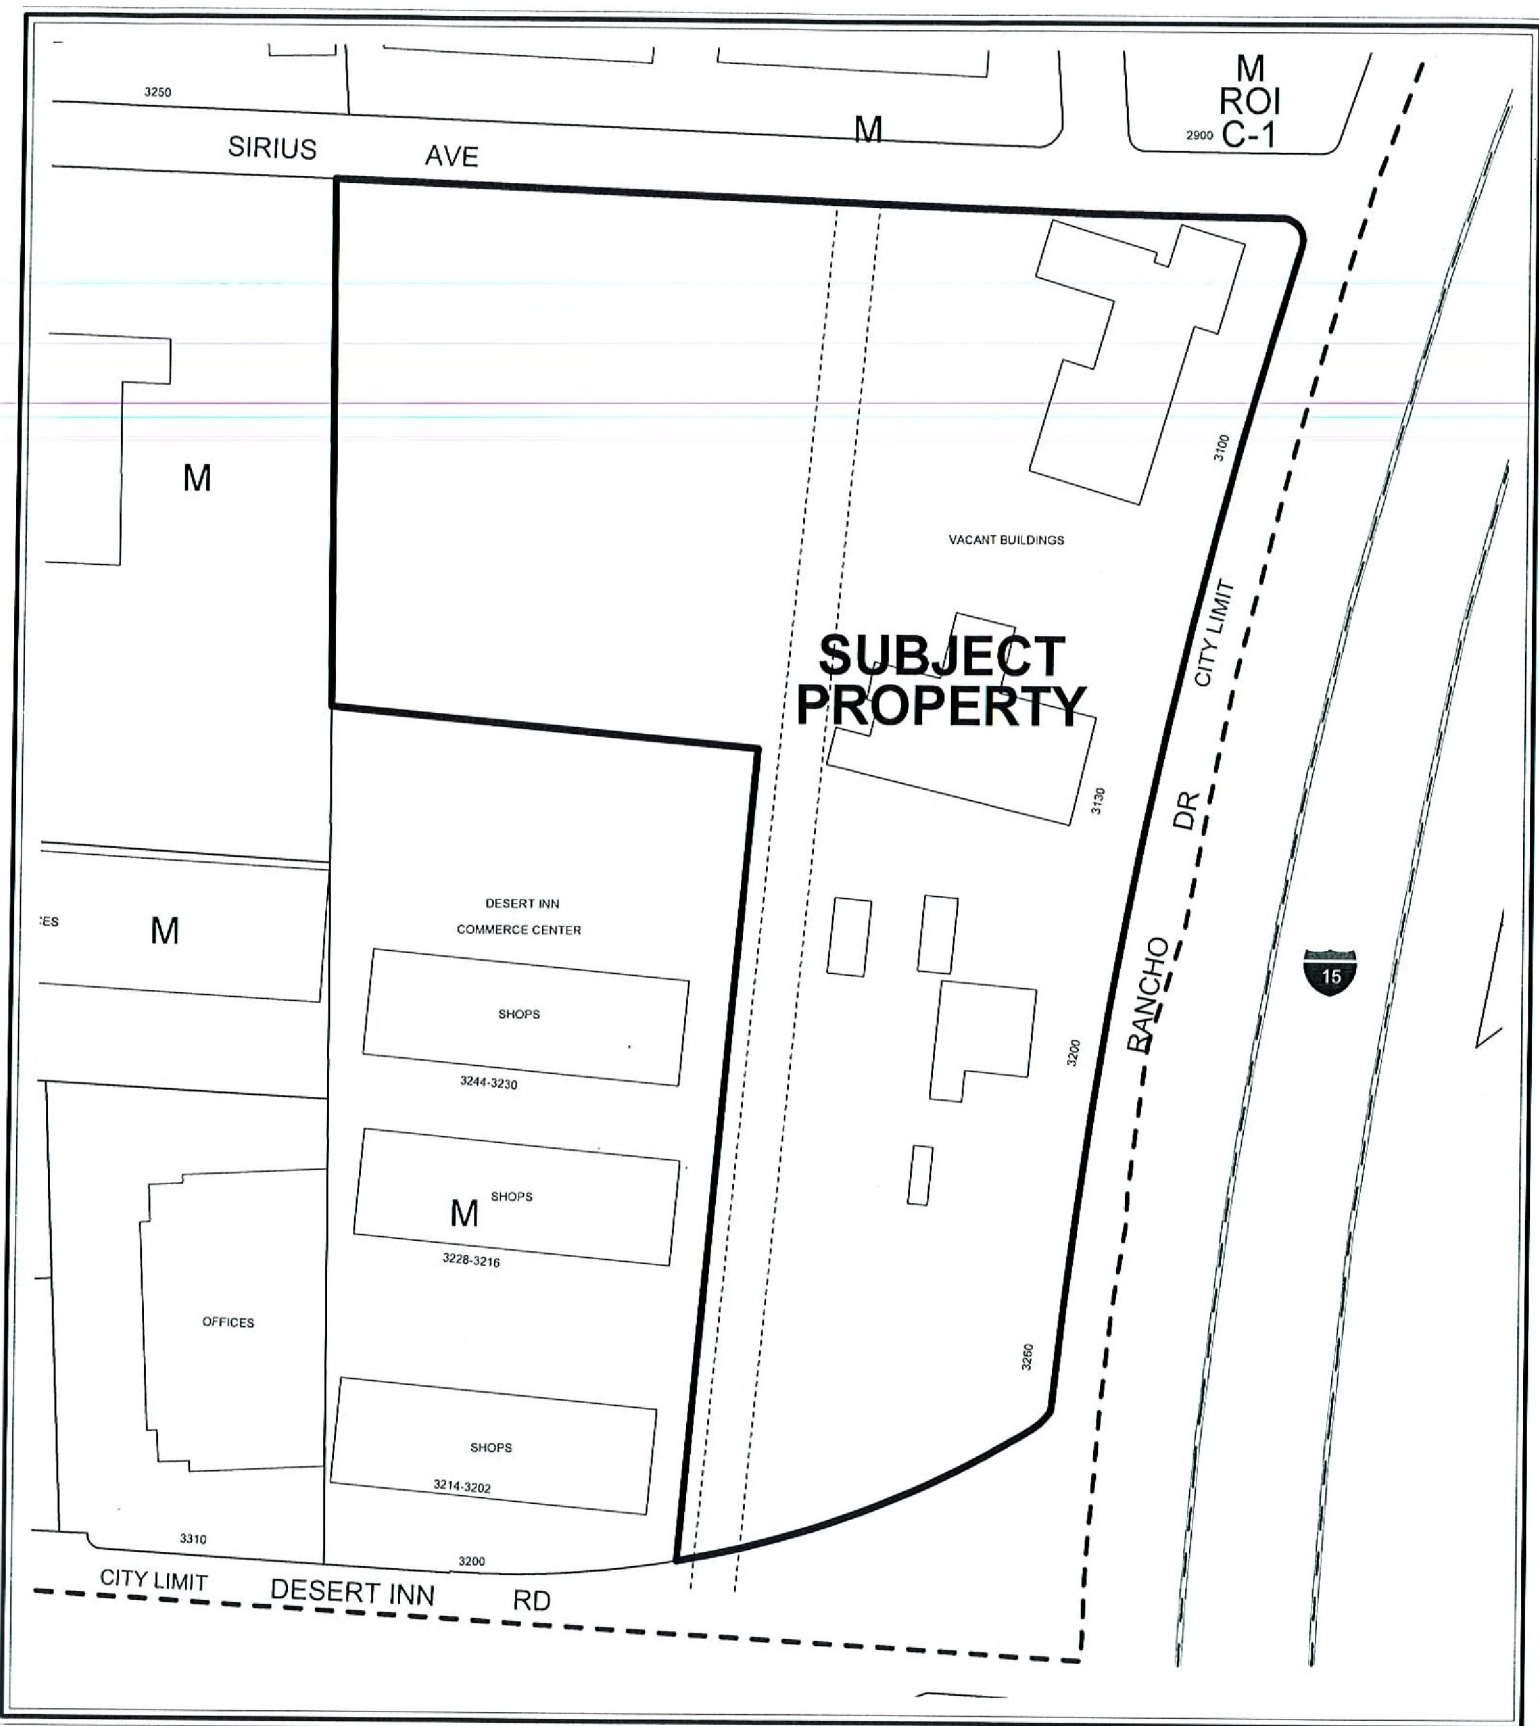 M
ROI
2900 C-1
3250
M
SIRIUS AVE
3100
M
VACANT BUILDINGS
CITY LIMIT
SUBJECT
PROPERTY
3130
RANCHO DR
DESERT INN
COMMERCE CENTER
M
15
SHOPS
3200
3244-3230
SHOPS
M
3228-3216
OFFICES
3260
SHOPS
3214-3202
3310
3200
CITY LIMIT
DESERT INN RD